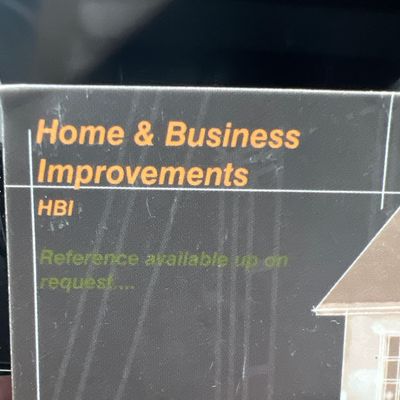 Home & Business
Improvements
HBI
Reference available up on
request....